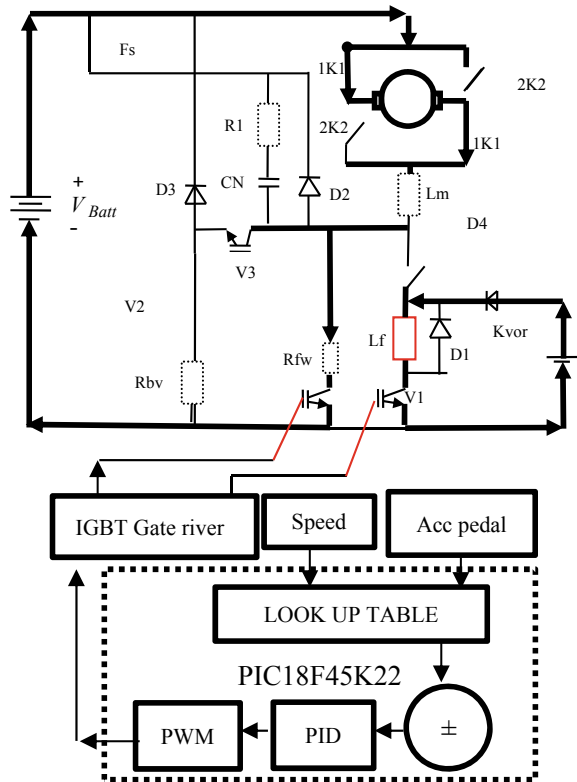 Fs
1K1
2K2
R1
2K2
1K1
+
V Batt
-
D3
CN
D2
Lm
D4
V3
V2
Kvor
Lf
D1
Rfw
Rbv
V1
IGBT Gate river
Speed
Acc pedal
LOOK UP TABLE
PIC18F45K22
PWM
PID
±